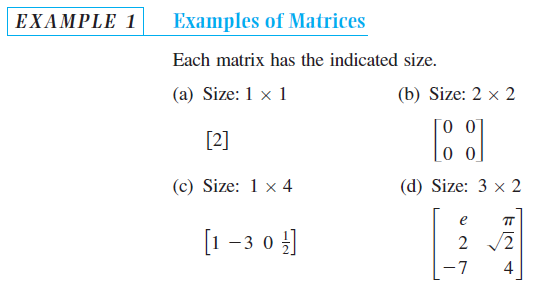 EXAMPLE 1 Examples of Matrices
Each matrix has the indicated size.
(a) Size: 1 × 1 (b) Size: 2 × 2
[2]
[0 0
0 0]
(c) Size: 1 × 4 (d) Size: 3 × 2
[1 −3 0 ½]
[e π
2 √2
−7 4]